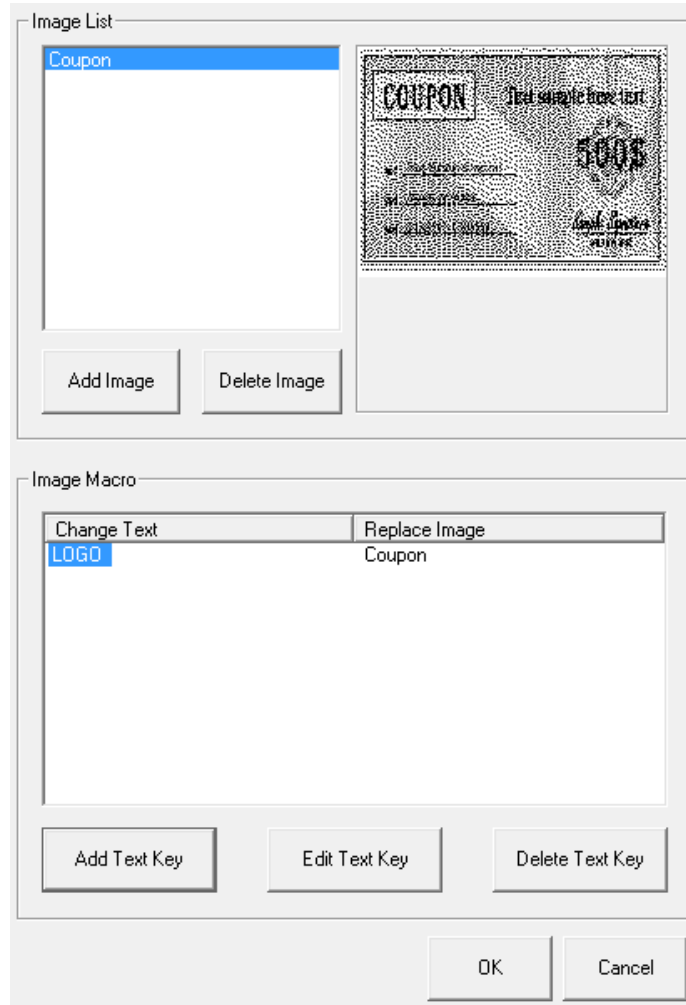 Image List
Coupon
COUPON
500$
Add Image
Delete Image
Image Macro
Change Text
Replace Image
LOGO
Coupon
Add Text Key
Edit Text Key
Delete Text Key
OK
Cancel